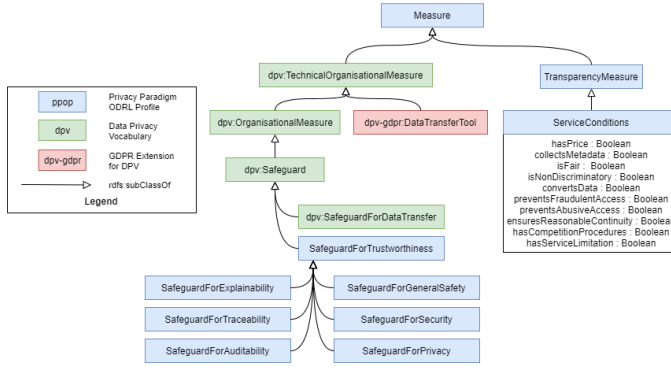 Measure
dpv:TechnicalOrganisationalMeasure
TransparencyMeasure
ppop
Privacy Paradigm
ODRL Profile
dpv
Data Privacy
Vocabulary
dpv-gdpr
GDPR Extension
for DPV
rdfs:subClassOf
Legend
dpv:OrganisationalMeasure
dpv-gdpr:DataTransferTool
dpv:Safeguard
dpv:SafeguardForDataTransfer
SafeguardForTrustworthiness
SafeguardForExplainability
SafeguardForGeneralSafety
SafeguardForTraceability
SafeguardForSecurity
SafeguardForAuditability
SafeguardForPrivacy
ServiceConditions
hasPrice : Boolean
collectsMetadata : Boolean
isFair : Boolean
isNonDiscriminatory : Boolean
convertsData : Boolean
preventsFraudulentAccess : Boolean
preventsAbusiveAccess : Boolean
ensuresReasonableContinuity : Boolean
hasCompetitionProcedures : Boolean
hasServiceLimitation : Boolean